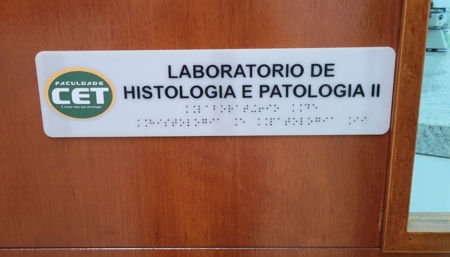 FACULDADE
CET
LABORATORIO DE
HISTOLOGIA E PATOLOGIA II